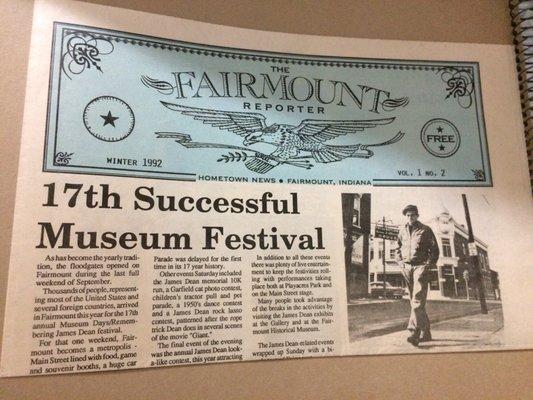 THE
FAIRMOUNT
REPORTER
WINTER 1992
FREE
VOL. 1 NO. 2
HOMETOWN NEWS • FAIRMOUNT, INDIANA
17th Successful
Museum Festival
As has become the yearly tradi-
tion, the floodgates opened on
Fairmount during the last full
weekend of September.
Thousands of people, represent-
ing most of the United States and
several foreign countries, arrived
in Fairmount this year for the 17th
annual Museum Days/Remem-
bering James Dean festival.
For that one weekend, Fair-
mount becomes a metropolis -
Main Street lined with food, game
and souvenir booths, a huge car
Parade was delayed for the first
time in its 17 year history.
Other events Saturday included
the James Dean memorial 10K
run, a Garfield cat photo contest,
children's tractor pull and pet
parade, a 1950's dance contest
and a James Dean rock lasso
contest, patterned after the rope
trick Dean does in several scenes
of the movie "Giant."
The final event of the evening
was the annual James Dean look-
a-like contest, this year attracting
In addition to all these events
there was plenty of live entertain-
ment to keep the festivities roll-
ing with performances taking
place both at Playacres Park and
on the Main Street stage.
Many people took advantage
of the breaks in the activities by
visiting the James Dean exhibits
at the Gallery and at the Fair-
mount Historical Museum.
The James Dean-related events
wrapped up Sunday with a bi-